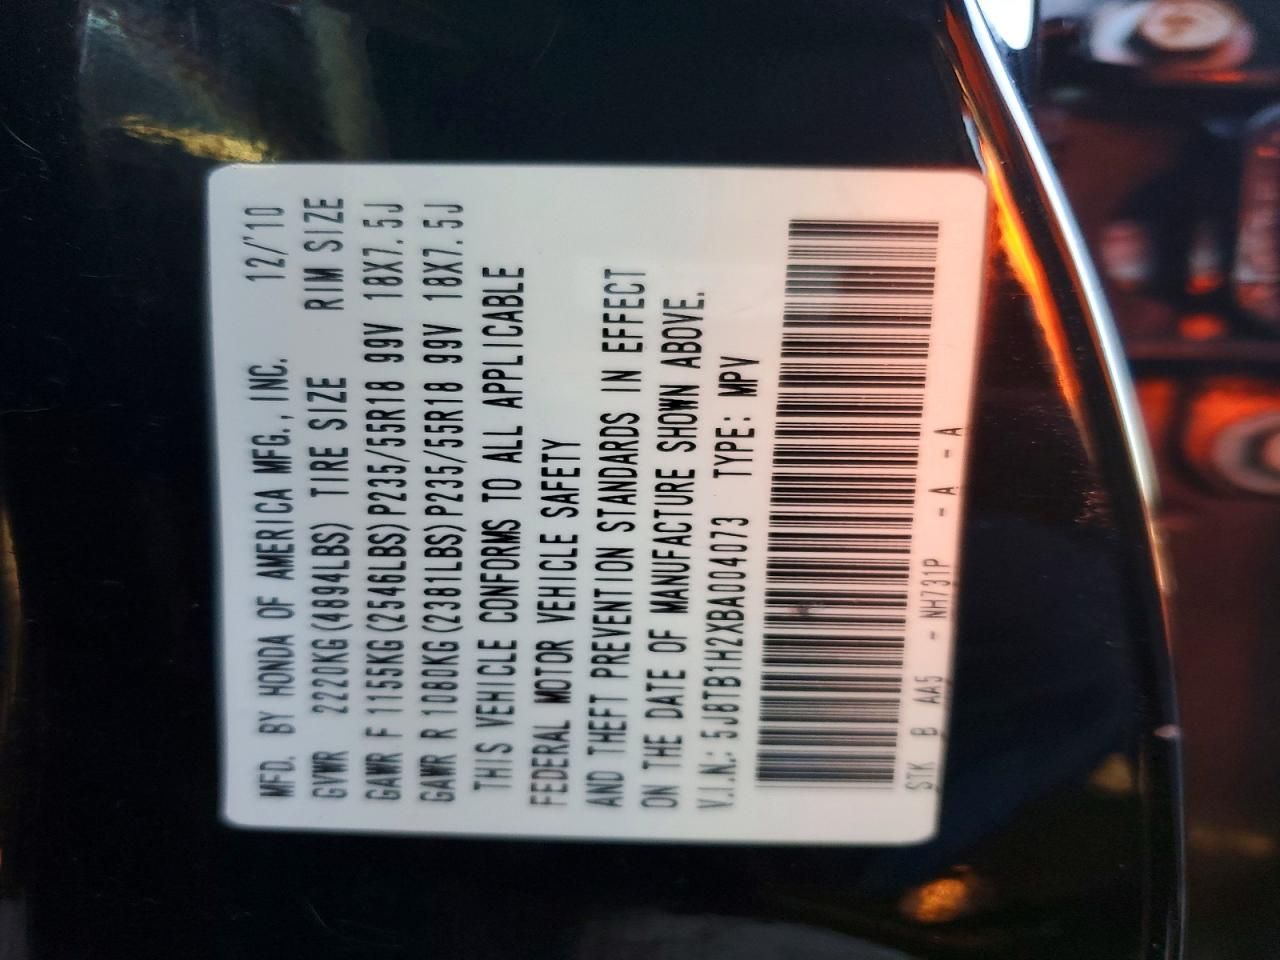 MFD. BY HONDA OF AMERICA MFG., INC. 12/'10
GVWR 2220KG(4894LBS) TIRE SIZE RIM SIZE
GAWR F 1155KG(2546LBS)P235/55R18 99V 18X7.5J
GAWR R 1080KG(2381LBS)P235/55R18 99V 18X7.5J
THIS VEHICLE CONFORMS TO ALL APPLICABLE
FEDERAL MOTOR VEHICLE SAFETY
AND THEFT PREVENTION STANDARDS IN EFFECT
ON THE DATE OF MANUFACTURE SHOWN ABOVE.
V.I.N.: 5J8TB1H2XBA004073 TYPE: MPV
STK B AA5 - NH731P - A - A